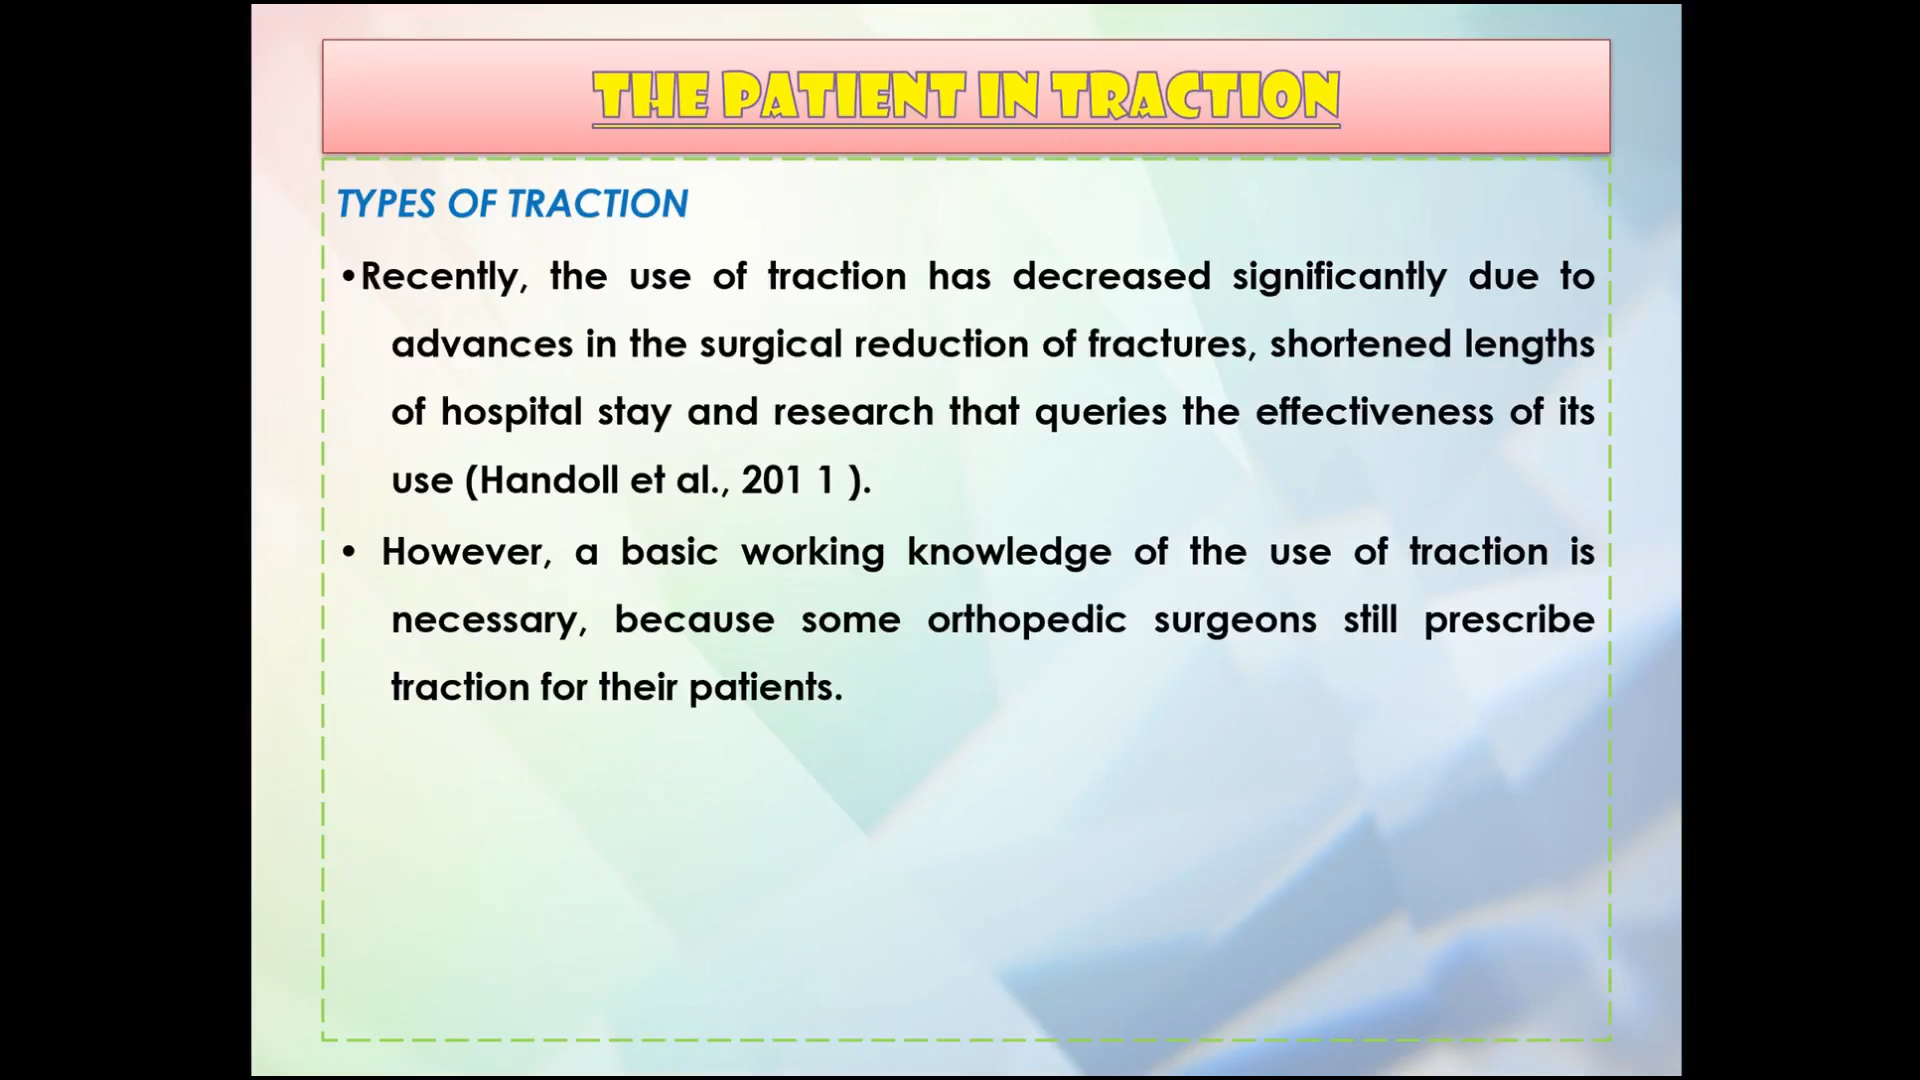 THE PATIENT IN TRACTION
TYPES OF TRACTION
•Recently, the use of traction has decreased significantly due to
advances in the surgical reduction of fractures, shortened lengths
of hospital stay and research that queries the effectiveness of its
use (Handoll et al., 201 1 ).
• However, a basic working knowledge of the use of traction is
necessary, because some orthopedic surgeons still prescribe
traction for their patients.